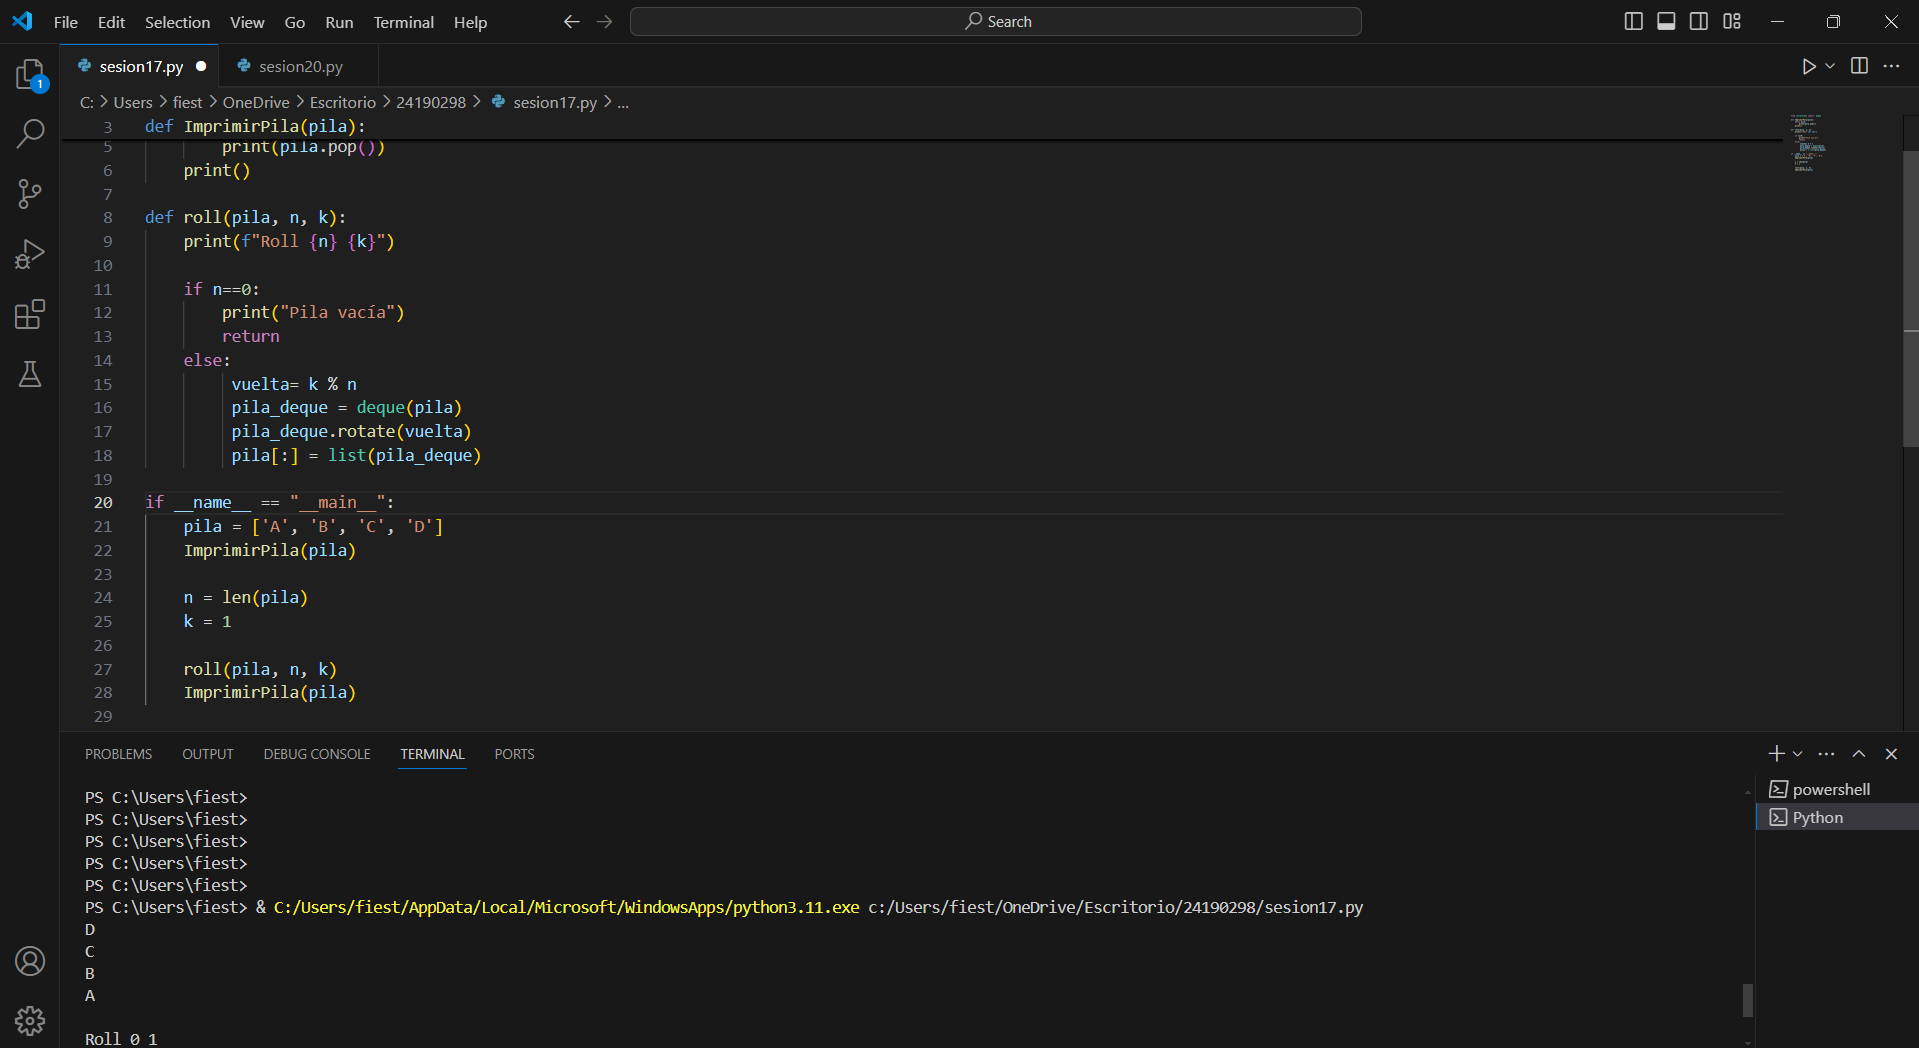 File Edit Selection View Go Run Terminal Help
Search
1
sesion17.py
sesion20.py
C: > Users > fiest > OneDrive > Escritorio > 24190298 > sesion17.py > ...
3 def ImprimirPila(pila):
5 print(pila.pop())
6 print()
7
8 def roll(pila, n, k):
9 print(f"Roll {n} {k}")
10
11 if n==0:
12 print("Pila vacía")
13 return
14 else:
15 vuelta= k % n
16 pila_deque = deque(pila)
17 pila_deque.rotate(vuelta)
18 pila[:] = list(pila_deque)
19
20 if __name__ == "__main__":
21 pila = ['A', 'B', 'C', 'D']
22 ImprimirPila(pila)
23
24 n = len(pila)
25 k = 1
26
27 roll(pila, n, k)
28 ImprimirPila(pila)
29
PROBLEMS OUTPUT DEBUG CONSOLE TERMINAL PORTS
powershell
Python
PS C:\Users\fiest>
PS C:\Users\fiest>
PS C:\Users\fiest>
PS C:\Users\fiest>
PS C:\Users\fiest>
PS C:\Users\fiest> & C:/Users/fiest/AppData/Local/Microsoft/WindowsApps/python3.11.exe c:/Users/fiest/OneDrive/Escritorio/24190298/sesion17.py
D
C
B
A
Roll 0 1